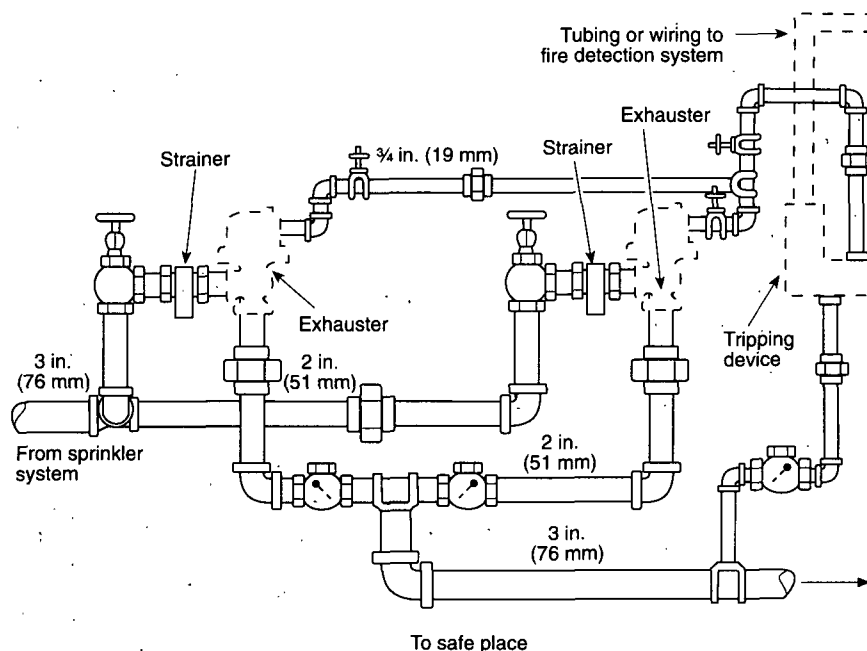 Tubing or wiring to
fire detection system
Exhauster
Strainer
¾ in. (19 mm)
Strainer
Exhauster
Tripping
device
3 in.
(76 mm)
2 in.
(51 mm)
From sprinkler
system
2 in.
(51 mm)
3 in.
(76 mm)
To safe place